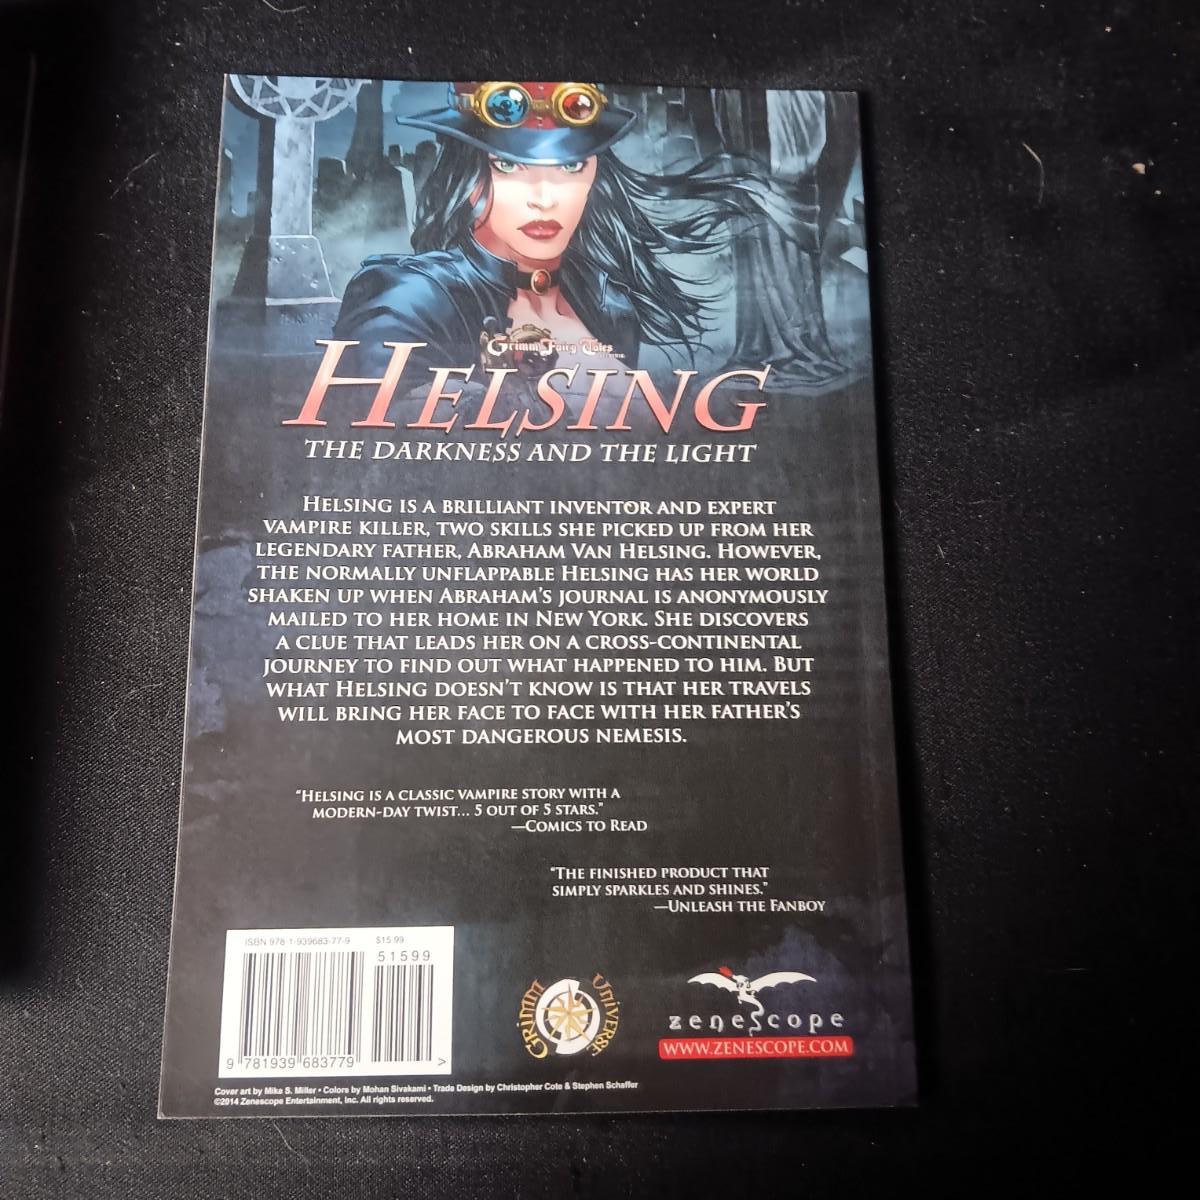 Grimm Fairy Tales
HELSING
THE DARKNESS AND THE LIGHT
HELSING IS A BRILLIANT INVENTOR AND EXPERT
VAMPIRE KILLER, TWO SKILLS SHE PICKED UP FROM HER
LEGENDARY FATHER, ABRAHAM VAN HELSING. HOWEVER,
THE NORMALLY UNFLAPPABLE HELSING HAS HER WORLD
SHAKEN UP WHEN ABRAHAM'S JOURNAL IS ANONYMOUSLY
MAILED TO HER HOME IN NEW YORK. SHE DISCOVERS
A CLUE THAT LEADS HER ON A CROSS-CONTINENTAL
JOURNEY TO FIND OUT WHAT HAPPENED TO HIM. BUT
WHAT HELSING DOESN'T KNOW IS THAT HER TRAVELS
WILL BRING HER FACE TO FACE WITH HER FATHER'S
MOST DANGEROUS NEMESIS.
"HELSING IS A CLASSIC VAMPIRE STORY WITH A
MODERN-DAY TWIST... 5 OUT OF 5 STARS."
—COMICS TO READ
"THE FINISHED PRODUCT THAT
SIMPLY SPARKLES AND SHINES."
—UNLEASH THE FANBOY
ISBN 978-1-939683-77-9 $15.99
51599
9 781939 683779 >
GRIMM UNIVERSE
zenescope
WWW.ZENESCOPE.COM
Cover art by Mike S. Miller • Colors by Mohan Sivakami • Trade Design by Christopher Cote & Stephen Schaffer
©2014 Zenescope Entertainment, Inc. All rights reserved.